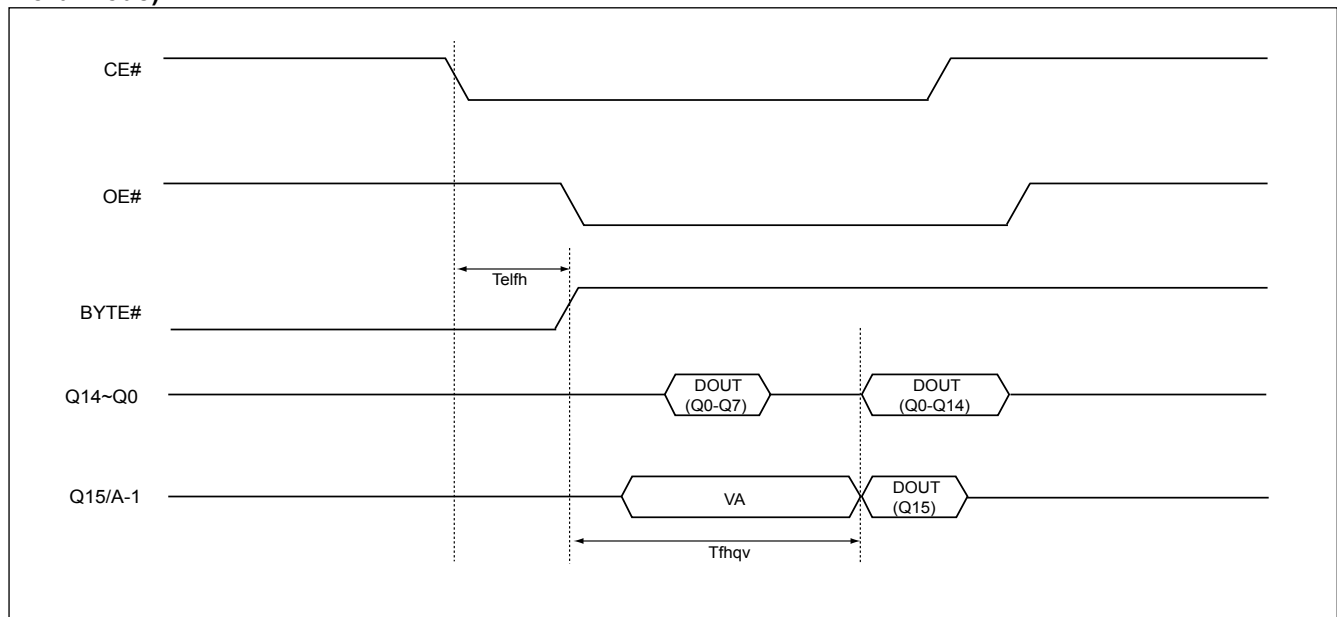 CE#
OE#
Telfh
BYTE#
Q14~Q0
DOUT
(Q0-Q7)
DOUT
(Q0-Q14)
Q15/A-1
VA
DOUT
(Q15)
Tfhqv